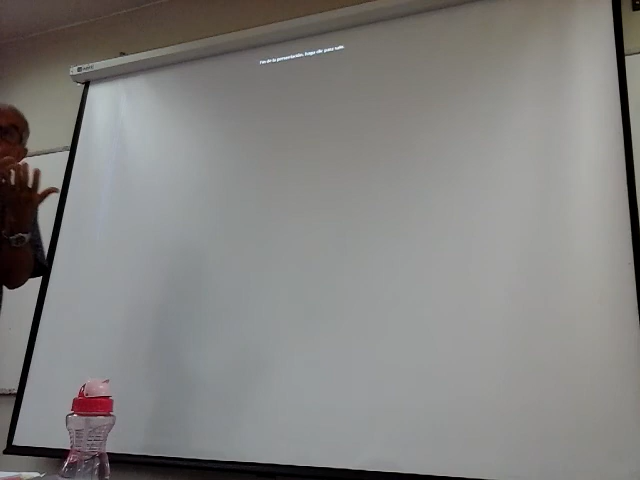 Fin de la presentación; haga clic para salir.